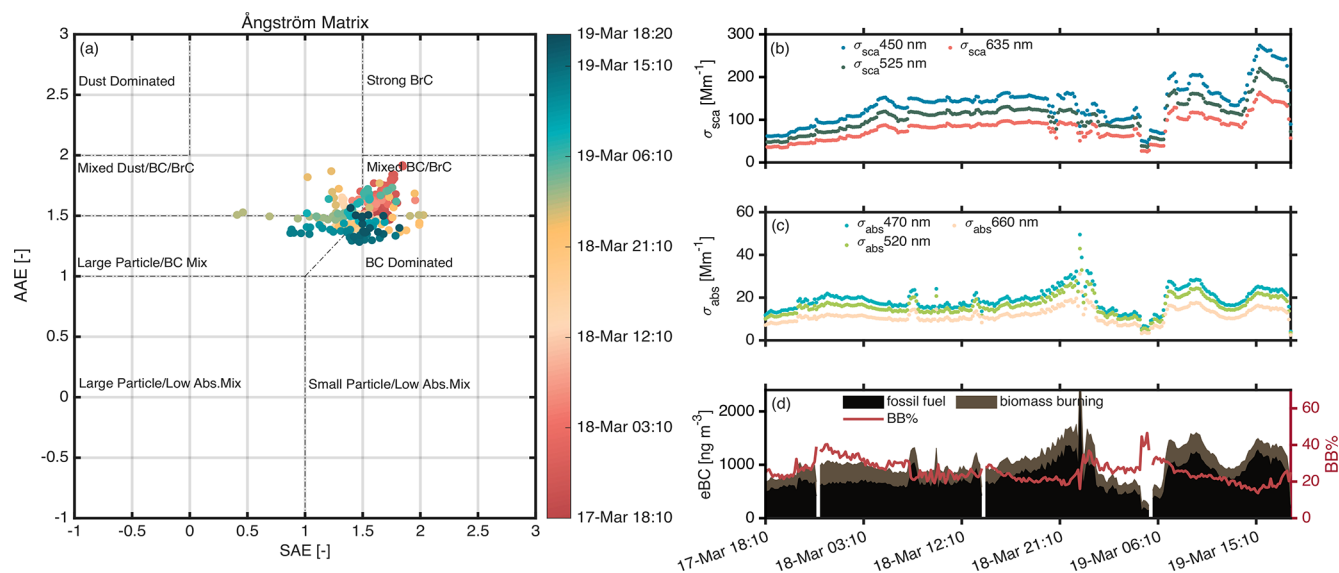 Ångström Matrix
(a)
3
2.5
2
1.5
1
0.5
0
-0.5
-1
AAE [-]
-1
-0.5
0
0.5
1
1.5
2
2.5
3
SAE [-]
Dust Dominated
Strong BrC
Mixed Dust/BC/BrC
Mixed BC/BrC
Large Particle/BC Mix
BC Dominated
Large Particle/Low Abs.Mix
Small Particle/Low Abs.Mix
19-Mar 18:20
19-Mar 15:10
19-Mar 06:10
18-Mar 21:10
18-Mar 12:10
18-Mar 03:10
17-Mar 18:10
(b)
σsca450 nm
σsca635 nm
σsca525 nm
300
200
100
0
σsca [Mm-1]
(c)
σabs470 nm
σabs660 nm
σabs520 nm
60
40
20
0
σabs [Mm-1]
(d)
fossil fuel
biomass burning
BB%
2000
1000
0
eBC [ng m-3]
60
40
20
0
BB%
17-Mar 18:10
18-Mar 03:10
18-Mar 12:10
18-Mar 21:10
19-Mar 06:10
19-Mar 15:10